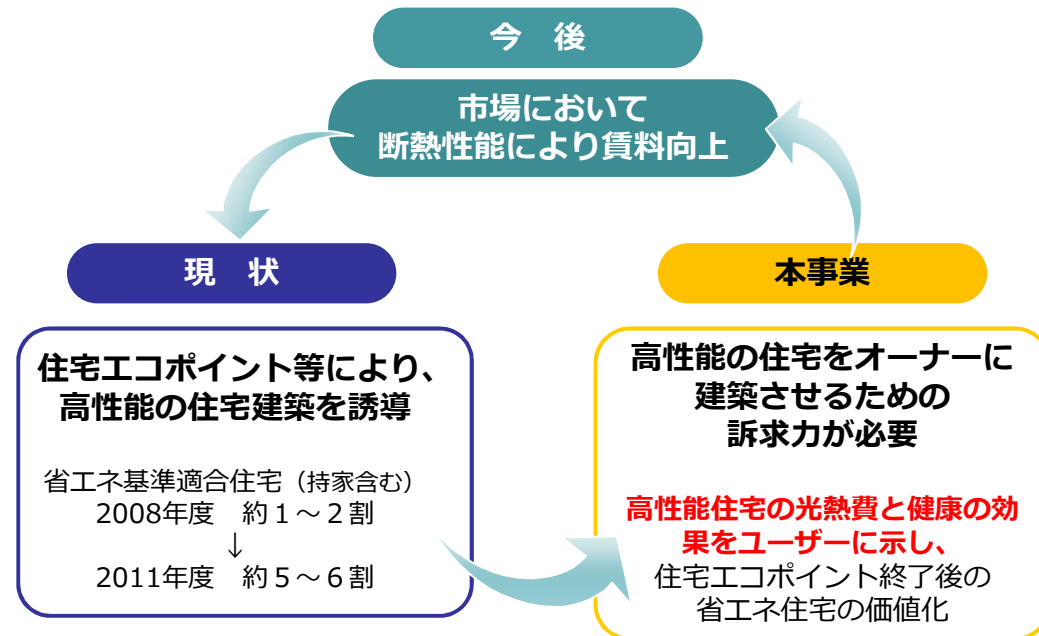 今　後
市場において
断熱性能により賃料向上
現　状
住宅エコポイント等により、
高性能の住宅建築を誘導
省エネ基準適合住宅（持家含む）
2008年度　約１～２割
↓
2011年度　約５～６割
本事業
高性能の住宅をオーナーに
建築させるための
訴求力が必要
高性能住宅の光熱費と健康の効
果をユーザーに示し、
住宅エコポイント終了後の
省エネ住宅の価値化